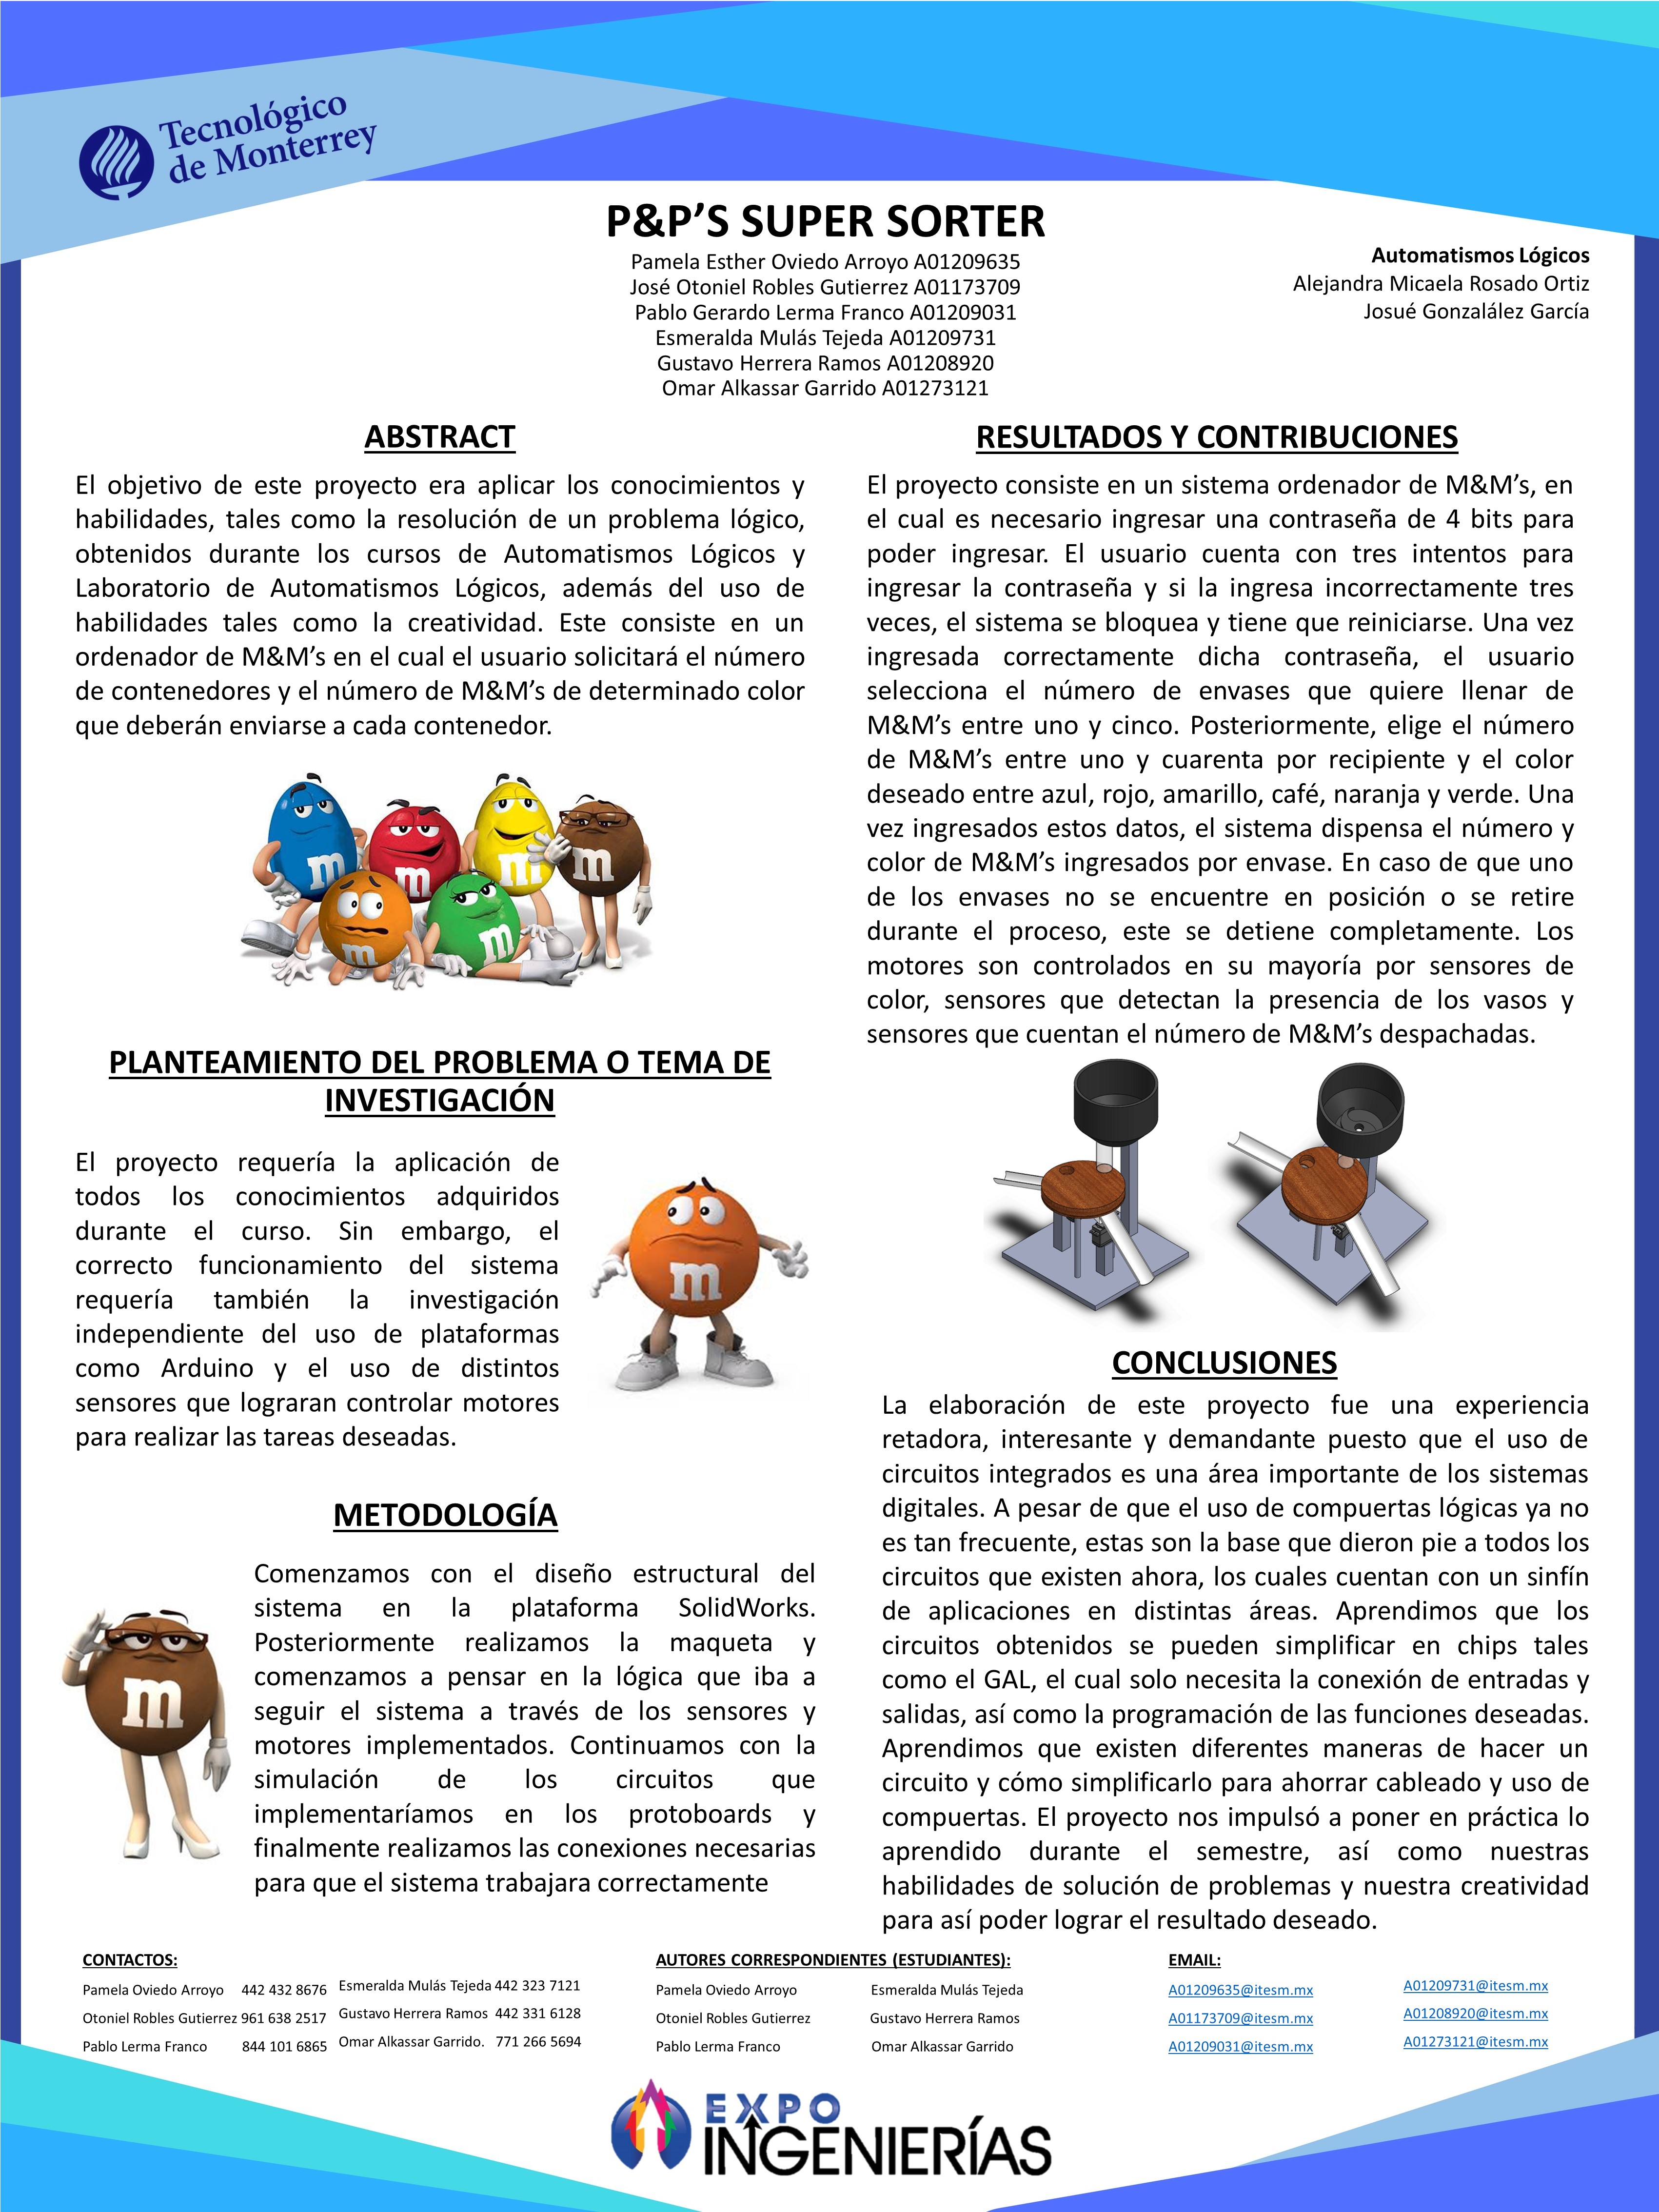 Tecnológico
de Monterrey
P&P’S SUPER SORTER
Pamela Esther Oviedo Arroyo A01209635
José Otoniel Robles Gutierrez A01173709
Pablo Gerardo Lerma Franco A01209031
Esmeralda Mulás Tejeda A01209731
Gustavo Herrera Ramos A01208920
Omar Alkassar Garrido A01273121
Automatismos Lógicos
Alejandra Micaela Rosado Ortiz
Josué Gonzalález García
ABSTRACT
El objetivo de este proyecto era aplicar los conocimientos y
habilidades, tales como la resolución de un problema lógico,
obtenidos durante los cursos de Automatismos Lógicos y
Laboratorio de Automatismos Lógicos, además del uso de
habilidades tales como la creatividad. Este consiste en un
ordenador de M&M’s en el cual el usuario solicitará el número
de contenedores y el número de M&M’s de determinado color
que deberán enviarse a cada contenedor.
m
m
m
m
m
m
PLANTEAMIENTO DEL PROBLEMA O TEMA DE
INVESTIGACIÓN
El proyecto requería la aplicación de
todos los conocimientos adquiridos
durante el curso. Sin embargo, el
correcto funcionamiento del sistema
requería también la investigación
independiente del uso de plataformas
como Arduino y el uso de distintos
sensores que lograran controlar motores
para realizar las tareas deseadas.
m
METODOLOGÍA
Comenzamos con el diseño estructural del
sistema en la plataforma SolidWorks.
Posteriormente realizamos la maqueta y
comenzamos a pensar en la lógica que iba a
seguir el sistema a través de los sensores y
motores implementados. Continuamos con la
simulación de los circuitos que
implementaríamos en los protoboards y
finalmente realizamos las conexiones necesarias
para que el sistema trabajara correctamente
m
RESULTADOS Y CONTRIBUCIONES
El proyecto consiste en un sistema ordenador de M&M’s, en
el cual es necesario ingresar una contraseña de 4 bits para
poder ingresar. El usuario cuenta con tres intentos para
ingresar la contraseña y si la ingresa incorrectamente tres
veces, el sistema se bloquea y tiene que reiniciarse. Una vez
ingresada correctamente dicha contraseña, el usuario
selecciona el número de envases que quiere llenar de
M&M’s entre uno y cinco. Posteriormente, elige el número
de M&M’s entre uno y cuarenta por recipiente y el color
deseado entre azul, rojo, amarillo, café, naranja y verde. Una
vez ingresados estos datos, el sistema dispensa el número y
color de M&M’s ingresados por envase. En caso de que uno
de los envases no se encuentre en posición o se retire
durante el proceso, este se detiene completamente. Los
motores son controlados en su mayoría por sensores de
color, sensores que detectan la presencia de los vasos y
sensores que cuentan el número de M&M’s despachadas.
CONCLUSIONES
La elaboración de este proyecto fue una experiencia
retadora, interesante y demandante puesto que el uso de
circuitos integrados es una área importante de los sistemas
digitales. A pesar de que el uso de compuertas lógicas ya no
es tan frecuente, estas son la base que dieron pie a todos los
circuitos que existen ahora, los cuales cuentan con un sinfín
de aplicaciones en distintas áreas. Aprendimos que los
circuitos obtenidos se pueden simplificar en chips tales
como el GAL, el cual solo necesita la conexión de entradas y
salidas, así como la programación de las funciones deseadas.
Aprendimos que existen diferentes maneras de hacer un
circuito y cómo simplificarlo para ahorrar cableado y uso de
compuertas. El proyecto nos impulsó a poner en práctica lo
aprendido durante el semestre, así como nuestras
habilidades de solución de problemas y nuestra creatividad
para así poder lograr el resultado deseado.
CONTACTOS:
Pamela Oviedo Arroyo 442 432 8676
Otoniel Robles Gutierrez 961 638 2517
Pablo Lerma Franco 844 101 6865
Esmeralda Mulás Tejeda 442 323 7121
Gustavo Herrera Ramos 442 331 6128
Omar Alkassar Garrido. 771 266 5694
AUTORES CORRESPONDIENTES (ESTUDIANTES):
Pamela Oviedo Arroyo
Otoniel Robles Gutierrez
Pablo Lerma Franco
Esmeralda Mulás Tejeda
Gustavo Herrera Ramos
Omar Alkassar Garrido
EMAIL:
A01209635@itesm.mx
A01173709@itesm.mx
A01209031@itesm.mx
A01209731@itesm.mx
A01208920@itesm.mx
A01273121@itesm.mx
EXPO
INGENIERÍAS